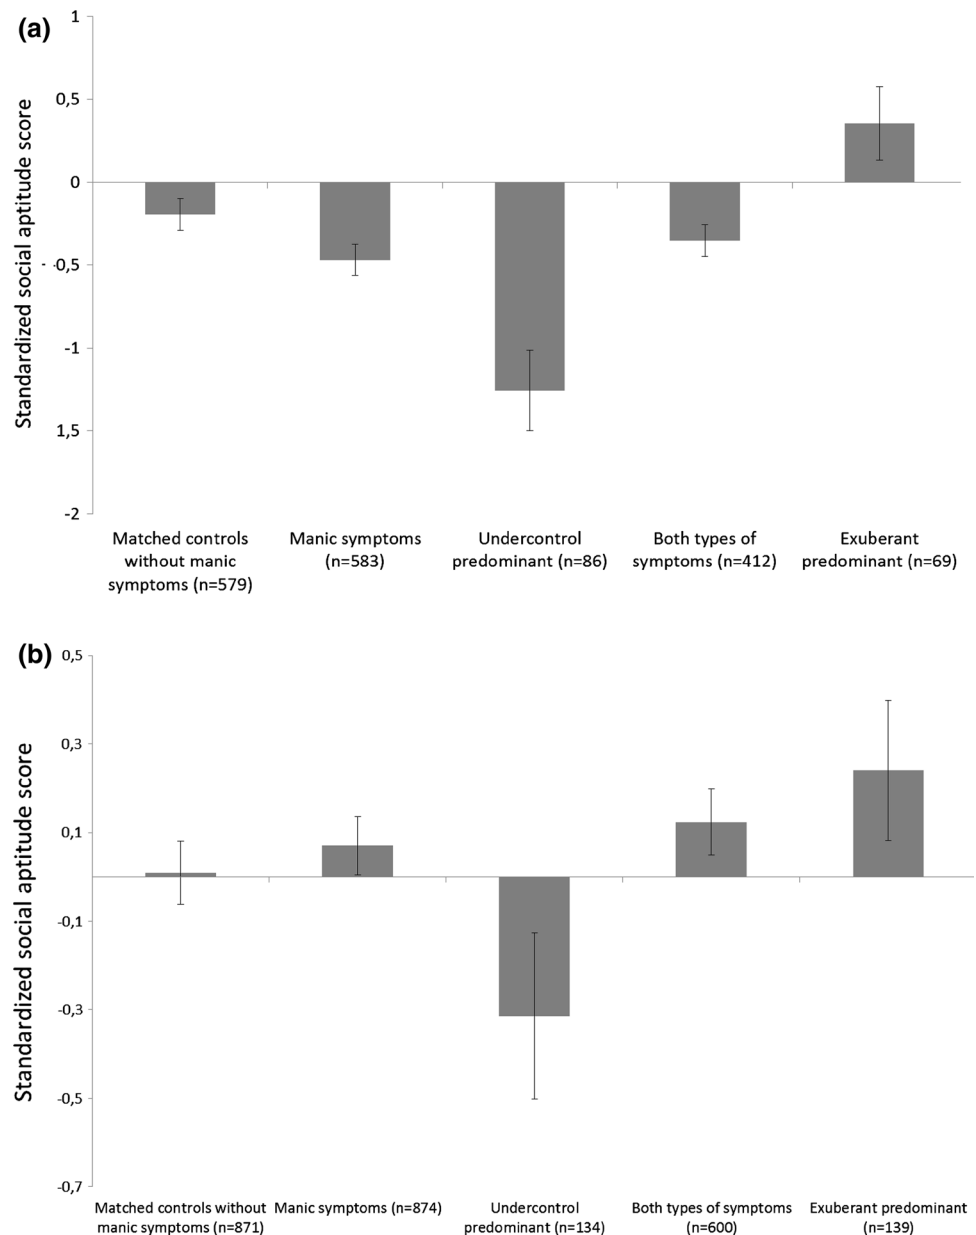 (a)
Standardized social aptitude score
1
0,5
0
- ·0,5
-1
1,5
-2
Matched controls
without manic
symptoms (n=579)
Manic symptoms
(n=583)
Undercontrol
predominant (n=86)
Both types of
symptoms (n=412)
Exuberant
predominant (n=69)
(b)
Standardized social aptitude score
0,5
0,3
0,1
-0,1
-0,3
-0,5
-0,7
Matched controls without
manic symptoms (n=871)
Manic symptoms (n=874)
Undercontrol
predominant (n=134)
Both types of symptoms
(n=600)
Exuberant predominant
(n=139)